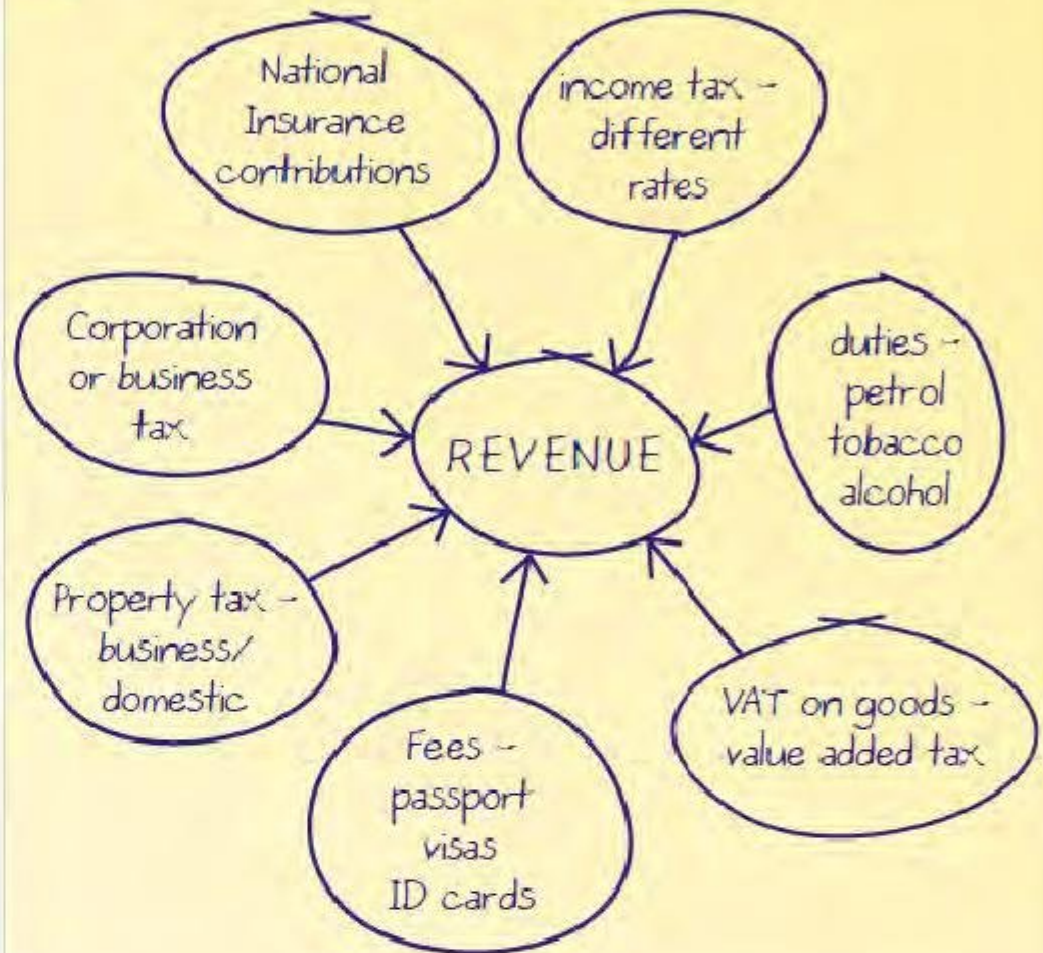 National
Insurance
contributions
income tax -
different
rates
Corporation
or business
tax
duties -
petrol
tobacco
alcohol
REVENUE
Property tax -
business/
domestic
Fees -
passport
visas
ID cards
VAT on goods -
value added tax